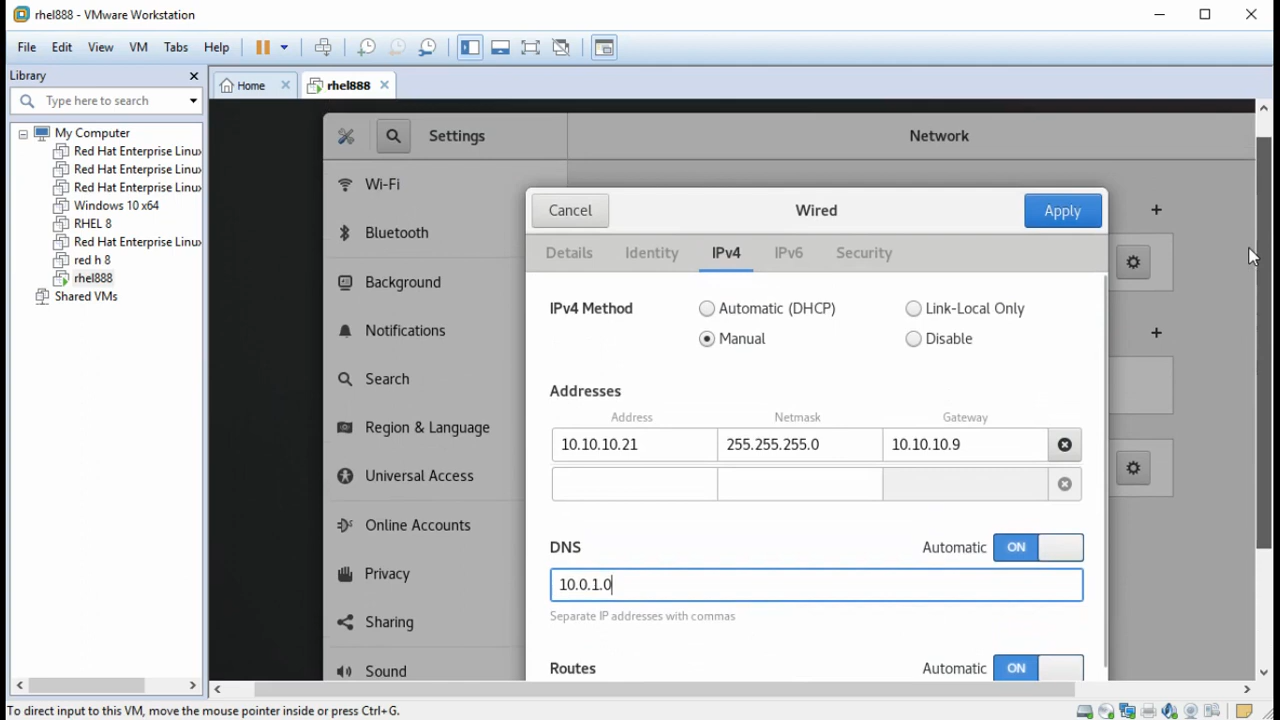 rhel888 - VMware Workstation
File Edit View VM Tabs Help
Library
Type here to search
My Computer
Red Hat Enterprise Linux
Red Hat Enterprise Linux
Red Hat Enterprise Linux
Windows 10 x64
RHEL 8
Red Hat Enterprise Linux
red h 8
rhel888
Shared VMs
Home
rhel888
Settings
Network
Wi-Fi
Bluetooth
Background
Notifications
Search
Region & Language
Universal Access
Online Accounts
Privacy
Sharing
Sound
Cancel
Wired
Apply
Details Identity IPv4 IPv6 Security
IPv4 Method
Automatic (DHCP)
Link-Local Only
Manual
Disable
Addresses
Address Netmask Gateway
10.10.10.21 255.255.255.0 10.10.10.9
DNS
Automatic ON
10.0.1.0
Separate IP addresses with commas
Routes
Automatic ON
To direct input to this VM, move the mouse pointer inside or press Ctrl+G.